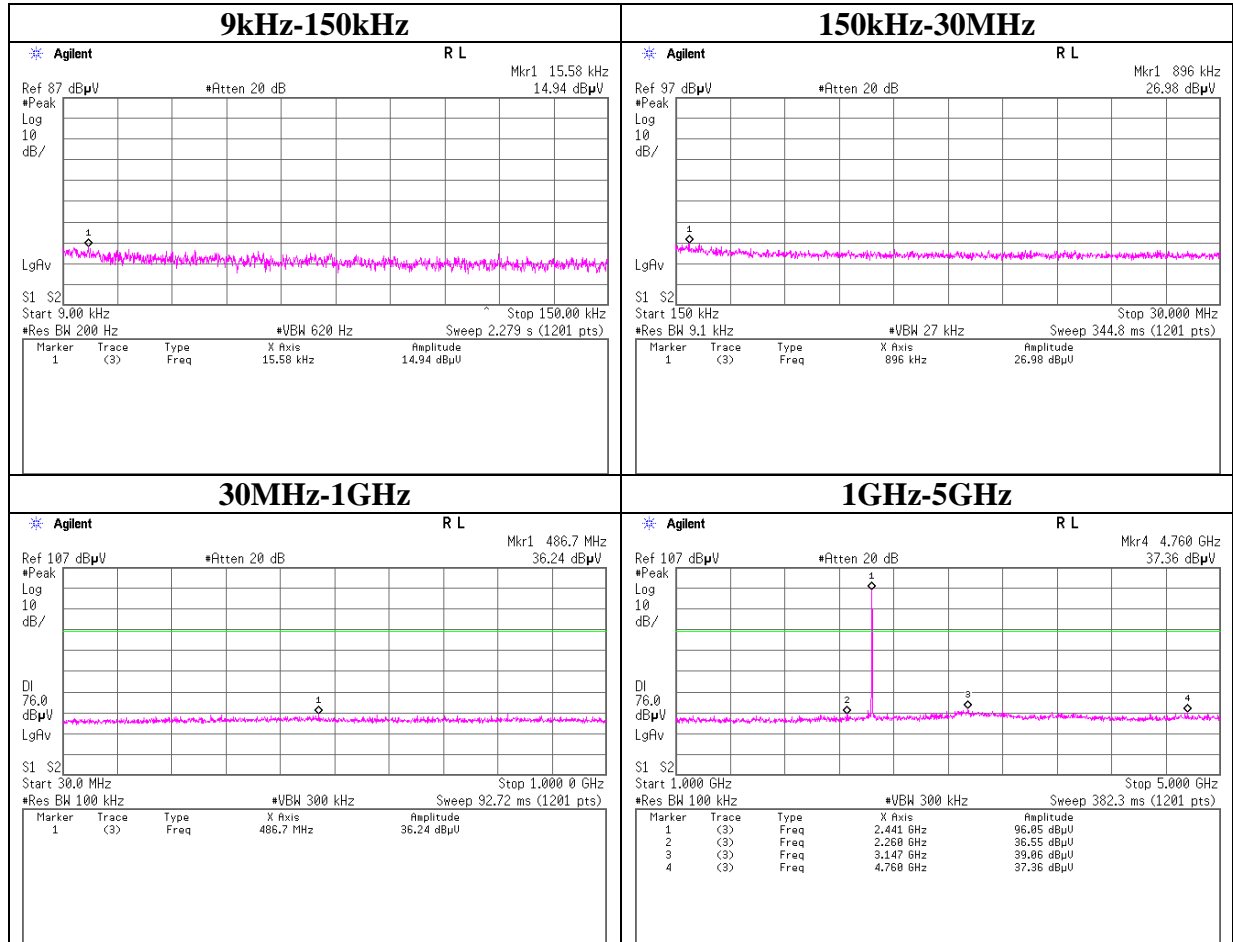 9kHz-150kHz
Agilent R L
Mkr1 15.58 kHz
Ref 87 dBµV #Atten 20 dB 14.94 dBµV
#Peak
Log
10
dB/
1
LgAv
S1 S2
Start 9.00 kHz ^ Stop 150.00 kHz
#Res BW 200 Hz #VBW 620 Hz Sweep 2.279 s (1201 pts)
Marker Trace Type X Axis Amplitude
1 (3) Freq 15.58 kHz 14.94 dBµV
150kHz-30MHz
Agilent R L
Mkr1 896 kHz
Ref 97 dBµV #Atten 20 dB 26.98 dBµV
#Peak
Log
10
dB/
1
LgAv
S1 S2
Start 150 kHz Stop 30.000 MHz
#Res BW 9.1 kHz #VBW 27 kHz Sweep 344.8 ms (1201 pts)
Marker Trace Type X Axis Amplitude
1 (3) Freq 896 kHz 26.98 dBµV
30MHz-1GHz
Agilent R L
Mkr1 486.7 MHz
Ref 107 dBµV #Atten 20 dB 36.24 dBµV
#Peak
Log
10
dB/
1
DI
76.0
dBµV
LgAv
S1 S2
Start 30.0 MHz Stop 1.000 0 GHz
#Res BW 100 kHz #VBW 300 kHz Sweep 92.72 ms (1201 pts)
Marker Trace Type X Axis Amplitude
1 (3) Freq 486.7 MHz 36.24 dBµV
1GHz-5GHz
Agilent R L
Mkr4 4.760 GHz
Ref 107 dBµV #Atten 20 dB 37.36 dBµV
#Peak
Log
10
dB/
1
2 3 4
DI
76.0
dBµV
LgAv
S1 S2
Start 1.000 GHz Stop 5.000 GHz
#Res BW 100 kHz #VBW 300 kHz Sweep 382.3 ms (1201 pts)
Marker Trace Type X Axis Amplitude
1 (3) Freq 2.441 GHz 96.05 dBµV
2 (3) Freq 2.260 GHz 36.55 dBµV
3 (3) Freq 3.147 GHz 39.06 dBµV
4 (3) Freq 4.760 GHz 37.36 dBµV